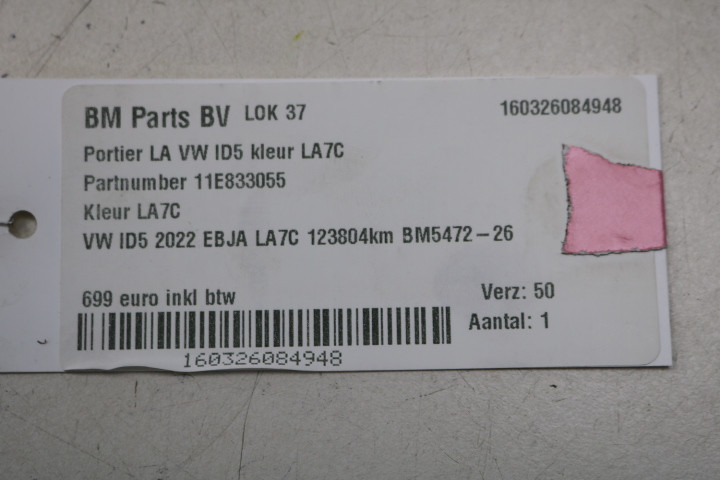 BM Parts BV LOK 37 160326084948
Portier LA VW ID5 kleur LA7C
Partnumber 11E833055
Kleur LA7C
VW ID5 2022 EBJA LA7C 123804km BM5472-26
699 euro inkl btw Verz: 50
Aantal: 1
160326084948